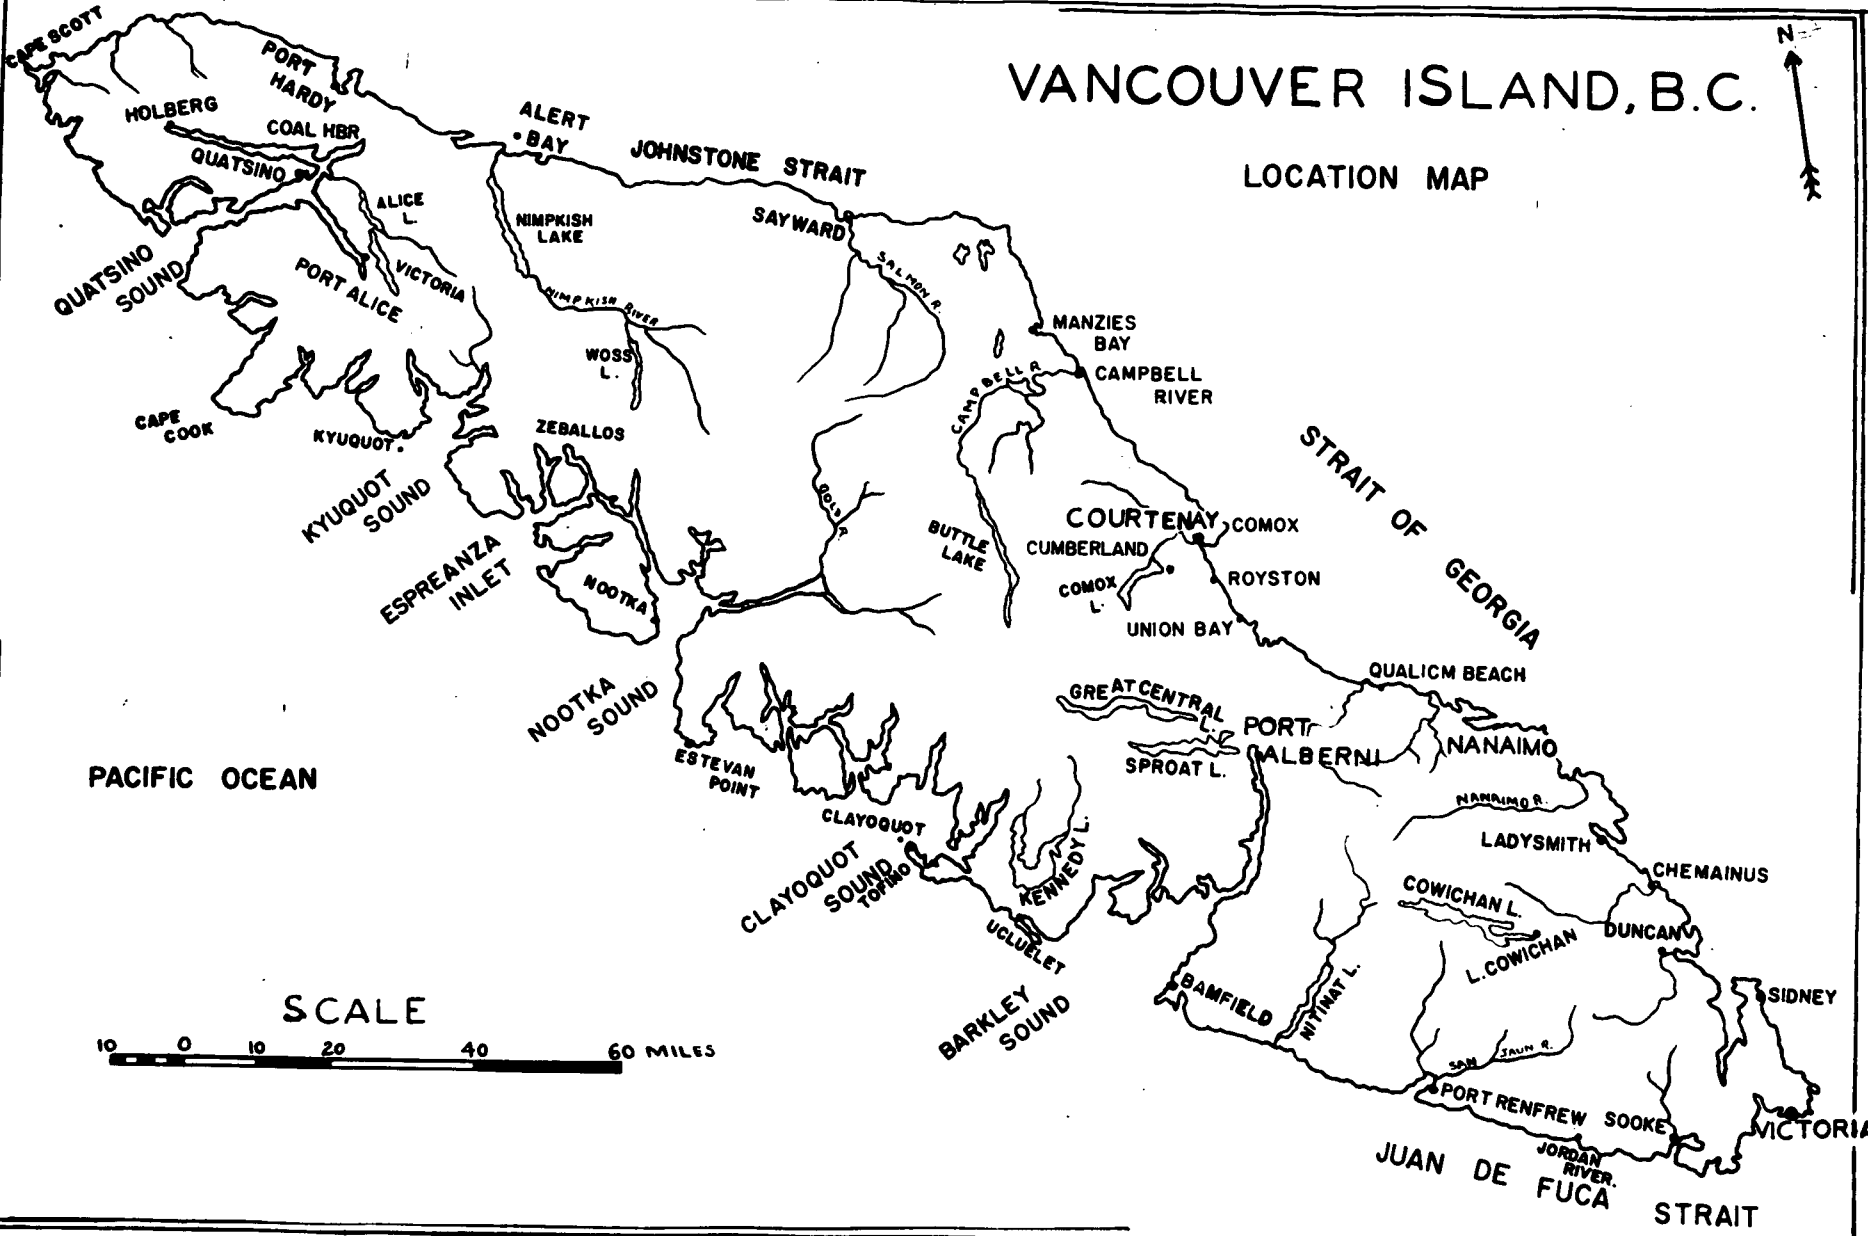 VANCOUVER ISLAND, B.C.
LOCATION MAP
N
CAPE SCOTT
PORT
HARDY
HOLBERG
COAL HBR
QUATSINO
ALERT
BAY
JOHNSTONE STRAIT
ALICE
L.
NIMPKISH
LAKE
SAYWARD
QUATSINO
SOUND
PORT ALICE
VICTORIA
SALMON R.
NIMPKISH RIVER
WOSS
L.
MANZIES
BAY
CAMPBELL R.
CAMPBELL
RIVER
CAPE
COOK
KYUQUOT
ZEBALLOS
KYUQUOT
SOUND
STRAIT OF GEORGIA
GOLD R.
BUTTLE
LAKE
COURTENAY
COMOX
CUMBERLAND
COMOX
L.
ROYSTON
UNION BAY
ESPREANZA
INLET
NOOTKA
NOOTKA
SOUND
QUALICM BEACH
GREAT CENTRAL
L.
PORT
ALBERNI
SPROAT L.
NANAIMO
ESTEVAN
POINT
PACIFIC OCEAN
NANAIMO R.
CLAYOQUOT
CLAYOQUOT
SOUND
TOFINO
KENNEDY L.
LADYSMITH
CHEMAINUS
COWICHAN L.
L. COWICHAN
DUNCAN
UCLUELET
BARKLEY
SOUND
BAMFIELD
NITINAT L.
SIDNEY
SCALE
10 0 10 20 40 60 MILES
SAN JAUN R.
PORT RENFREW
SOOKE
VICTORIA
JORDAN
RIVER.
JUAN DE FUCA STRAIT